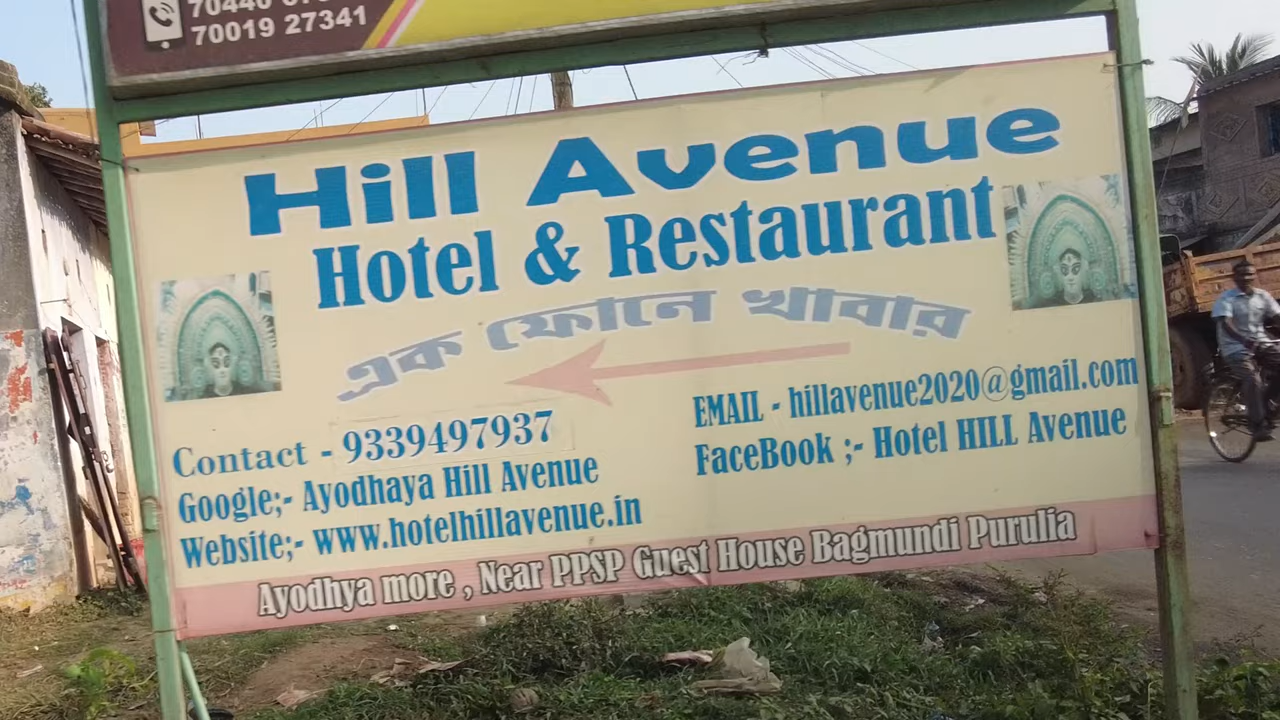 70019 27341
Hill Avenue
Hotel & Restaurant
এক ফোনে খাবার
Contact - 9339497937
Google;- Ayodhaya Hill Avenue
Website;- www.hotelhillavenue.in
EMAIL - hillavenue2020@gmail.com
FaceBook ;- Hotel HILL Avenue
Ayodhya more , Near PPSP Guest House Bagmundi Purulia